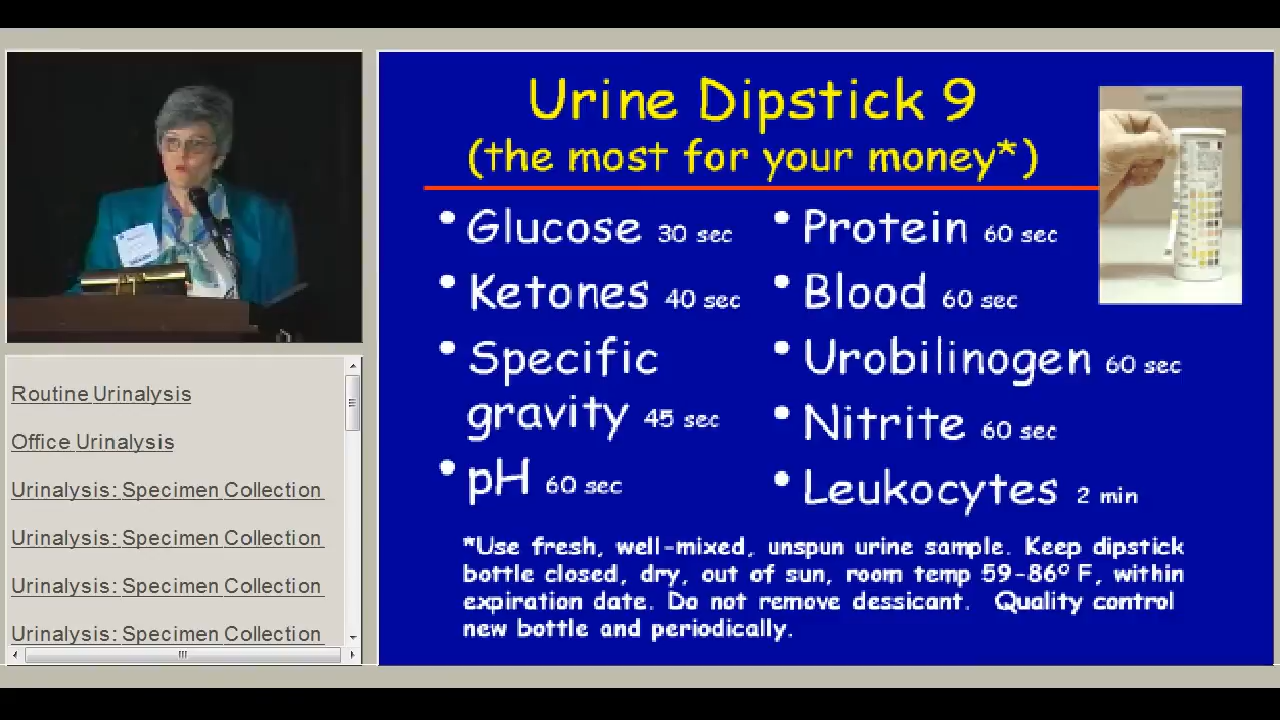 Urine Dipstick 9
(the most for your money*)
• Glucose 30 sec
• Ketones 40 sec
• Specific
gravity 45 sec
• pH 60 sec
• Protein 60 sec
• Blood 60 sec
• Urobilinogen 60 sec
• Nitrite 60 sec
• Leukocytes 2 min
*Use fresh, well-mixed, unspun urine sample. Keep dipstick
bottle closed, dry, out of sun, room temp 59-86º F, within
expiration date. Do not remove dessicant. Quality control
new bottle and periodically.
Routine Urinalysis
Office Urinalysis
Urinalysis: Specimen Collection
Urinalysis: Specimen Collection
Urinalysis: Specimen Collection
Urinalysis: Specimen Collection